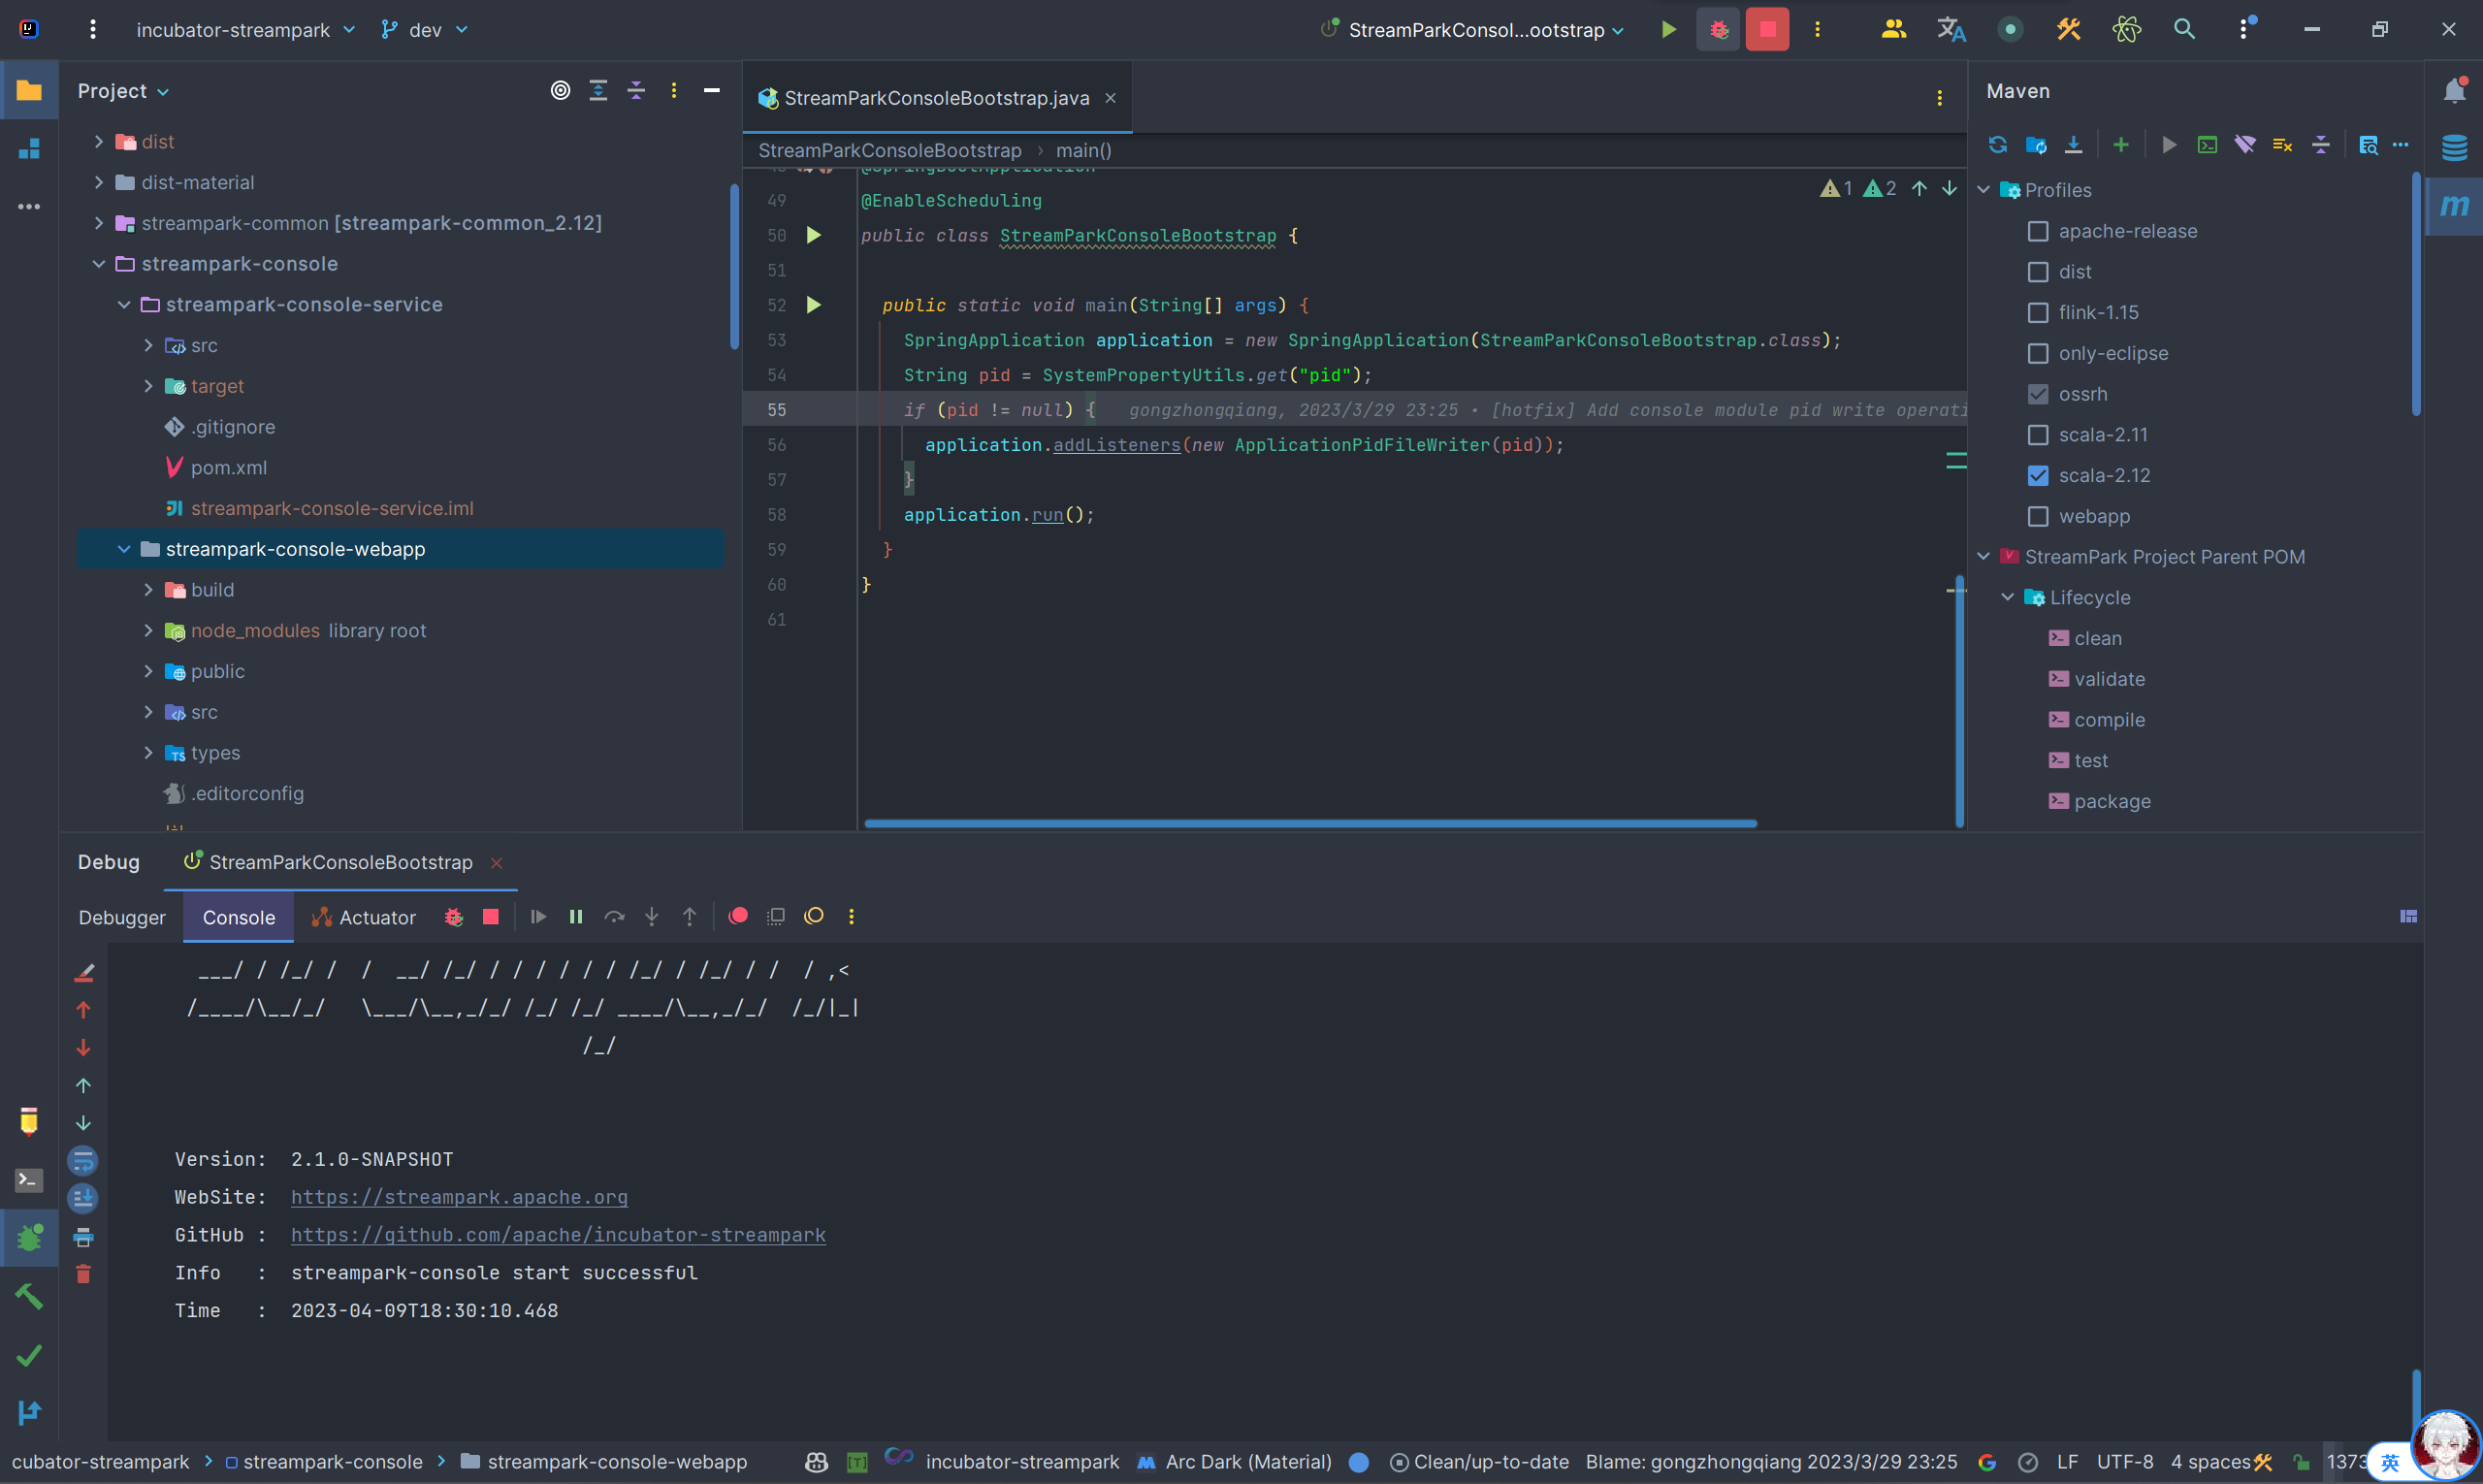 incubator-streampark
dev
StreamParkConsol...ootstrap
Project
dist
dist-material
streampark-common [streampark-common_2.12]
streampark-console
streampark-console-service
src
target
.gitignore
pom.xml
streampark-console-service.iml
streampark-console-webapp
build
node_modules library root
public
src
types
.editorconfig
StreamParkConsoleBootstrap.java
StreamParkConsoleBootstrap › main()
1 2
49 @EnableScheduling
50 public class StreamParkConsoleBootstrap {
51
52 public static void main(String[] args) {
53 SpringApplication application = new SpringApplication(StreamParkConsoleBootstrap.class);
54 String pid = SystemPropertyUtils.get("pid");
55 if (pid != null) { gongzhongqiang, 2023/3/29 23:25 • [hotfix] Add console module pid write operati
56 application.addListeners(new ApplicationPidFileWriter(pid));
57 }
58 application.run();
59 }
60 }
61
Maven
Profiles
apache-release
dist
flink-1.15
only-eclipse
ossrh
scala-2.11
scala-2.12
webapp
StreamPark Project Parent POM
Lifecycle
clean
validate
compile
test
package
Debug StreamParkConsoleBootstrap
Debugger Console Actuator
___/ / /_/ /  /  __/ /_/ / / / / / / /_/ / /_/ / /  / ,<
/____/\__/_/   \___/\__,_/_/ /_/ /_/ ____/\__,_/_/  /_/|_|
/_/
Version: 2.1.0-SNAPSHOT
WebSite: https://streampark.apache.org
GitHub : https://github.com/apache/incubator-streampark
Info : streampark-console start successful
Time : 2023-04-09T18:30:10.468
cubator-streampark › streampark-console › streampark-console-webapp
incubator-streampark Arc Dark (Material) Clean/up-to-date Blame: gongzhongqiang 2023/3/29 23:25 LF UTF-8 4 spaces 1373 英